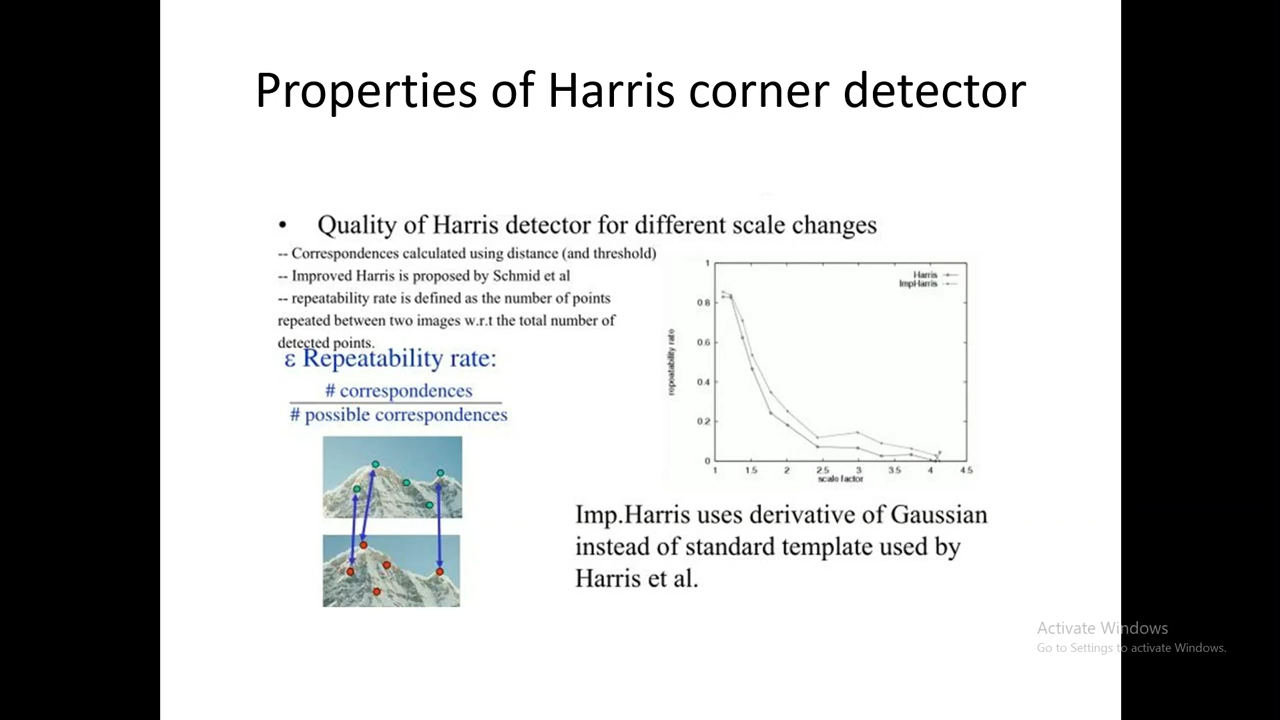 Properties of Harris corner detector
• Quality of Harris detector for different scale changes
-- Correspondences calculated using distance (and threshold)
-- Improved Harris is proposed by Schmid et al
-- repeatability rate is defined as the number of points
repeated between two images w.r.t the total number of
detected points.
ε Repeatability rate:
# correspondences
# possible correspondences
Harris
ImpHarris
1
0.8
0.6
0.4
0.2
0
repeatability rate
1 1.5 2 2.5 3 3.5 4 4.5
scale factor
Imp.Harris uses derivative of Gaussian
instead of standard template used by
Harris et al.
Activate Windows
Go to Settings to activate Windows.